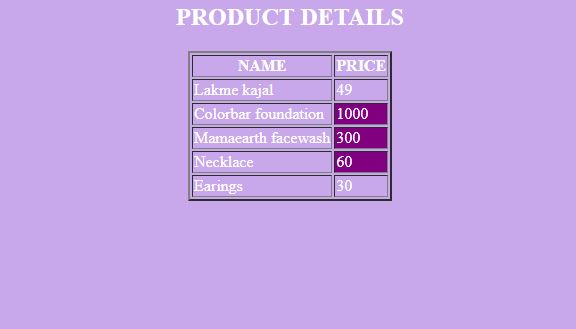 PRODUCT DETAILS
NAME PRICE
Lakme kajal 49
Colorbar foundation 1000
Mamaearth facewash 300
Necklace 60
Earings 30